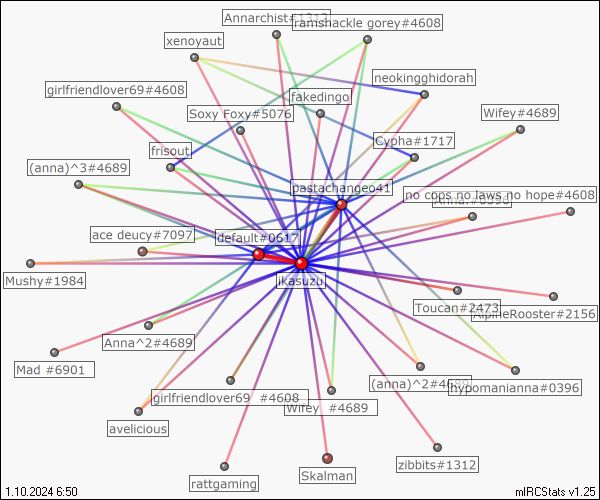 Annarchist#1312
ramshackle gorey#4608
xenoyaut
neokingghidorah
girlfriendlover69#4608
fakedingo
Soxy Foxy#5076
Wifey#4689
Cypha#1717
frisout
(anna)^3#4689
pastachangeo41
no cops no laws no hope#4608
ace deucy#7097
default#0617
jkasuzu
Mushy#1984
Toucan#2473
AlpineRooster#2156
Anna^2#4689
Mad #6901
(anna)^2#4689
hypomanianna#0396
girlfriendlover69 #4608
Wifey #4689
avelicious
zibbits#1312
Skalman
rattgaming
1.10.2024 6:50
mIRCStats v1.25